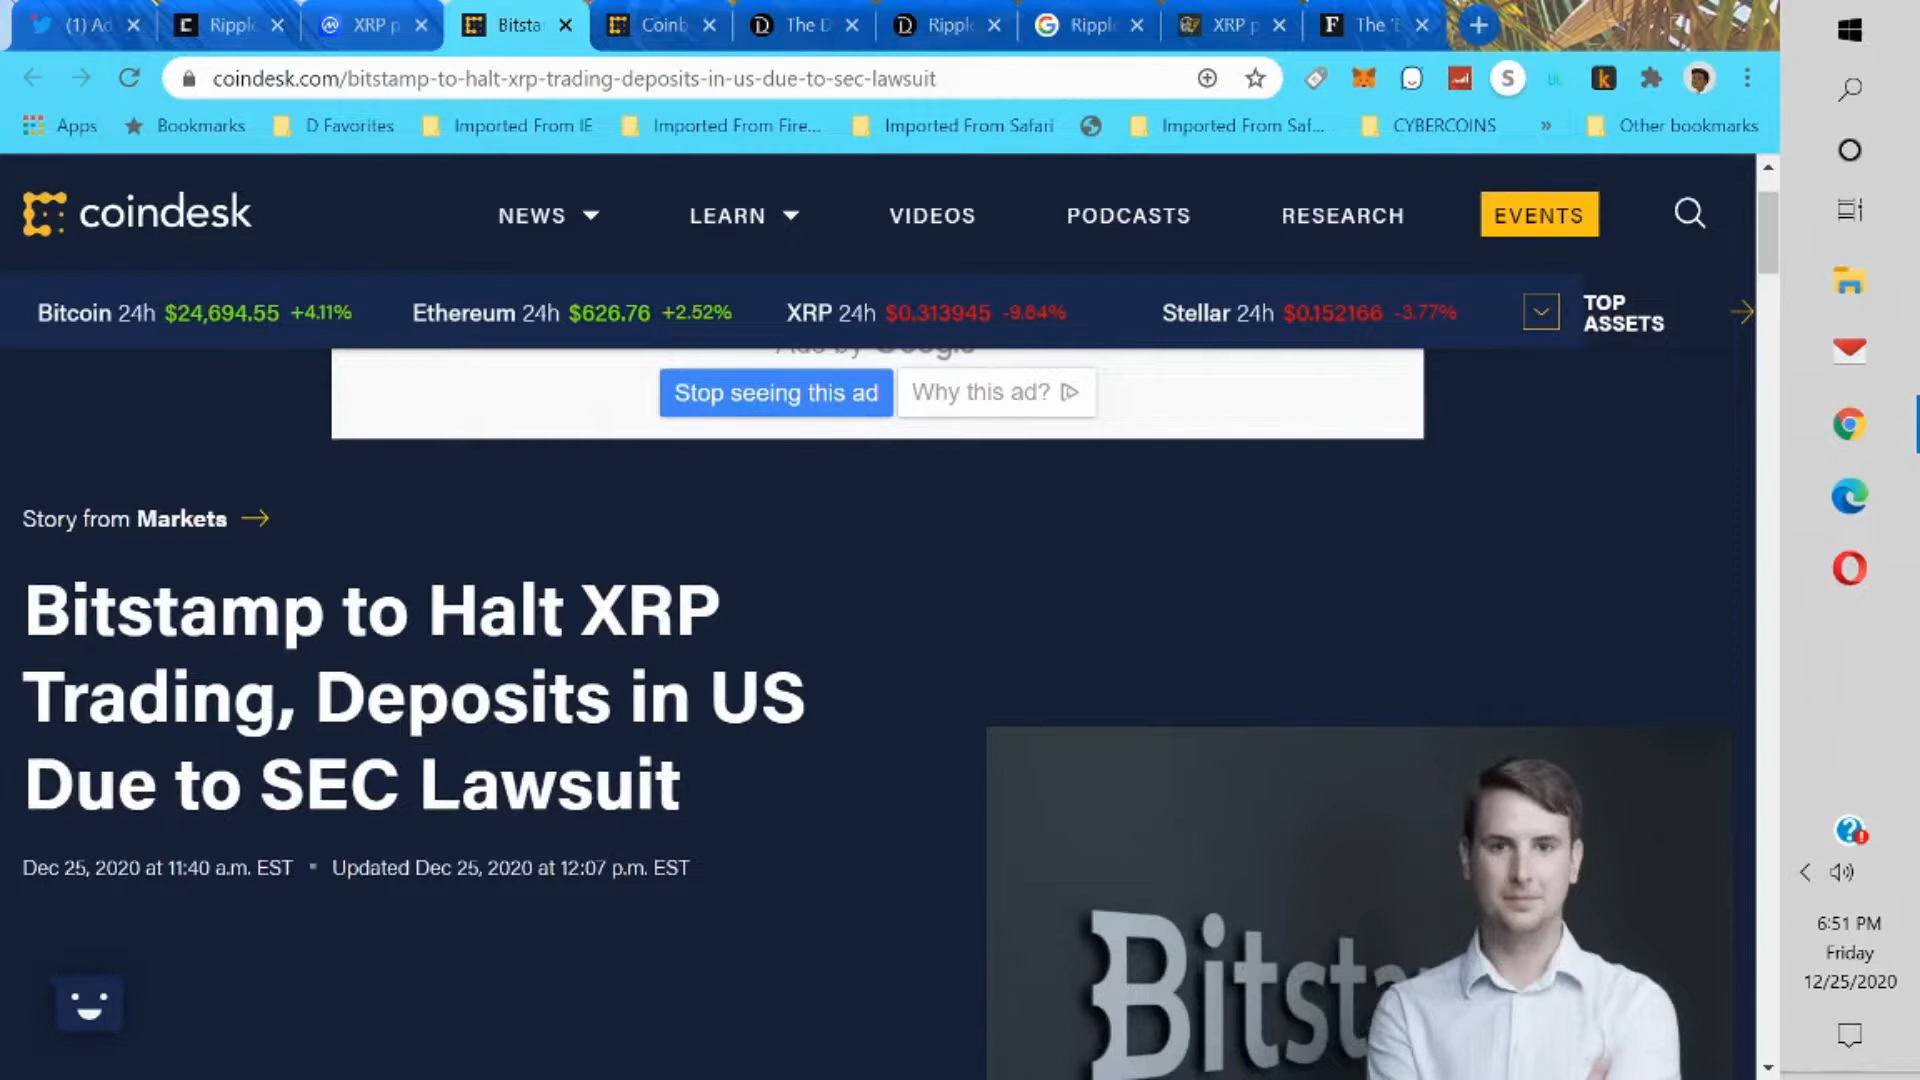 (1) Ad
Ripple
XRP p
Bitsta
Coinb
The D
Ripple
Ripple
XRP p
The 'E
coindesk.com/bitstamp-to-halt-xrp-trading-deposits-in-us-due-to-sec-lawsuit
Apps Bookmarks D Favorites Imported From IE Imported From Fire... Imported From Safari Imported From Saf... CYBERCOINS » Other bookmarks
coindesk
NEWS LEARN VIDEOS PODCASTS RESEARCH EVENTS
Bitcoin 24h $24,694.55 +4.11% Ethereum 24h $626.76 +2.52% XRP 24h $0.313945 -9.84% Stellar 24h $0.152166 -3.77% TOP
ASSETS
Ads by Google
Stop seeing this ad Why this ad?
Story from Markets
Bitstamp to Halt XRP
Trading, Deposits in US
Due to SEC Lawsuit
Dec 25, 2020 at 11:40 a.m. EST Updated Dec 25, 2020 at 12:07 p.m. EST
Bitst
6:51 PM
Friday
12/25/2020